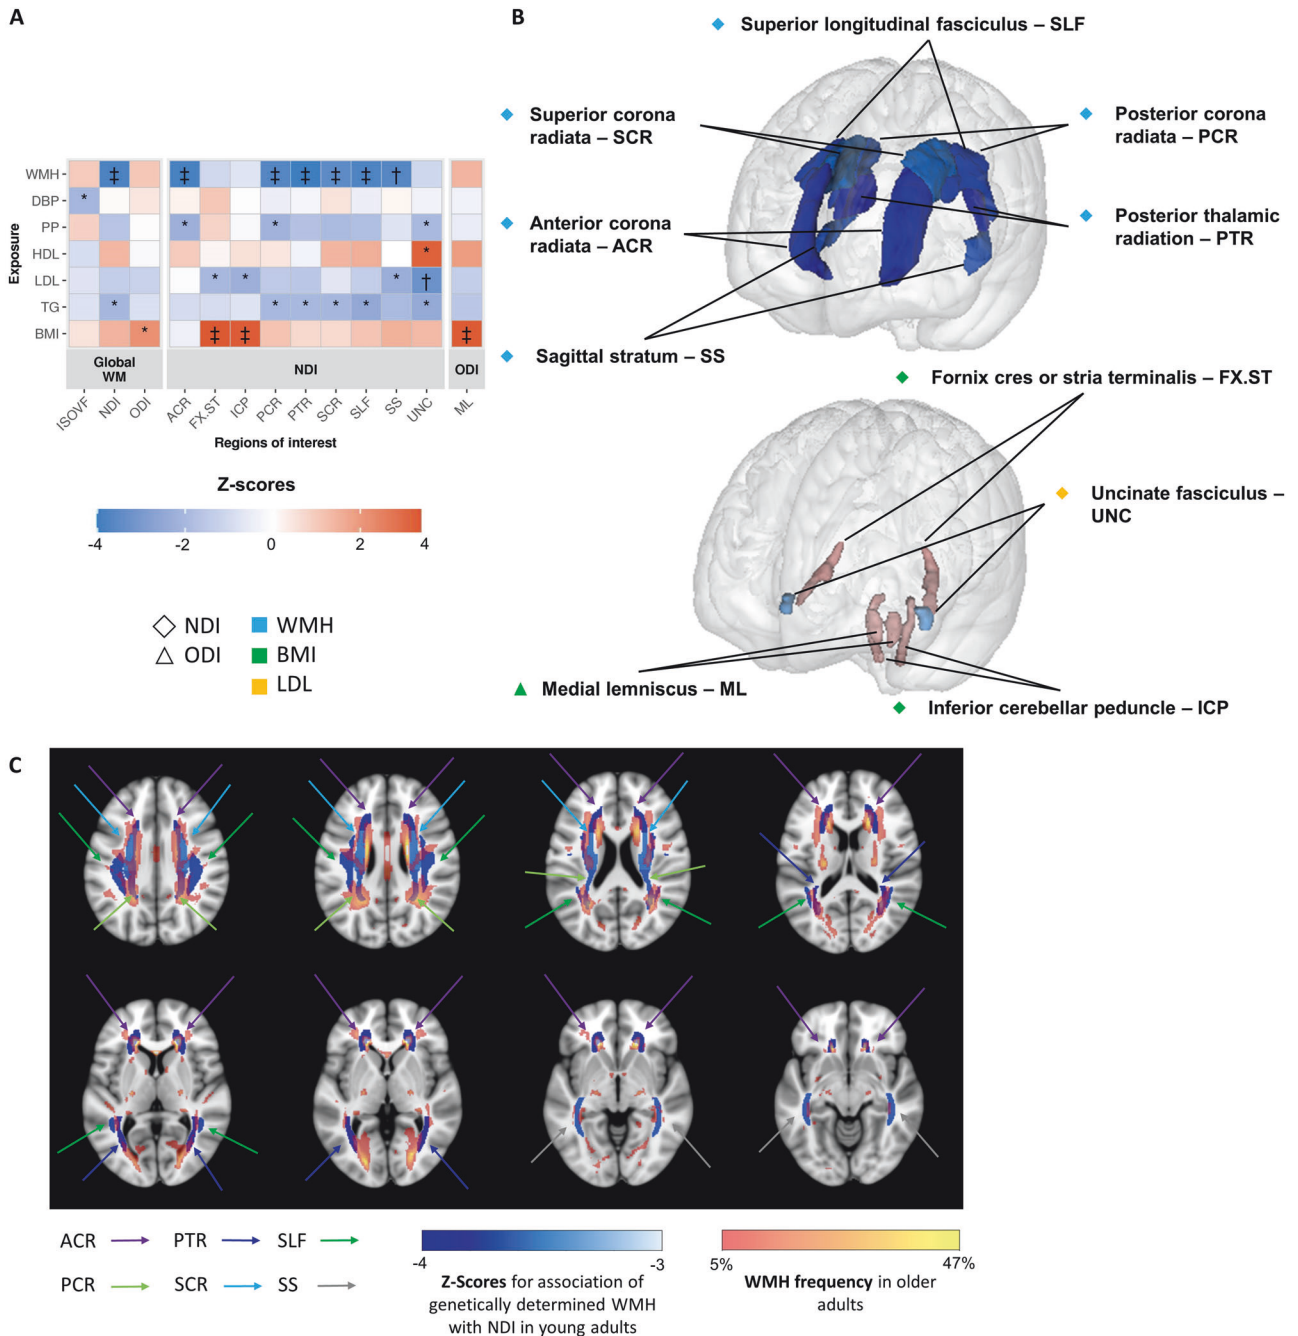 A
WMH
DBP
PP
HDL
LDL
TG
BMI
Exposure
‡ ‡ ‡ ‡ ‡ ‡ †
*
* * *
*
* * * †
* * * * * *
* ‡ ‡ ‡
Global
WM
NDI
ODI
ISOVF
NDI
ODI
ACR
FX.ST
ICP
PCR
PTR
SCR
SLF
SS
UNC
ML
Regions of interest
Z-scores
-4 -2 0 2 4
NDI
ODI
WMH
BMI
LDL
B
Superior longitudinal fasciculus – SLF
Superior corona
radiata – SCR
Posterior corona
radiata – PCR
Anterior corona
radiata – ACR
Posterior thalamic
radiation – PTR
Sagittal stratum – SS
Fornix cres or stria terminalis – FX.ST
Uncinate fasciculus –
UNC
Medial lemniscus – ML
Inferior cerebellar peduncle – ICP
C
ACR
PTR
SLF
PCR
SCR
SS
-4 -3
Z-Scores for association of
genetically determined WMH
with NDI in young adults
5% 47%
WMH frequency in older
adults